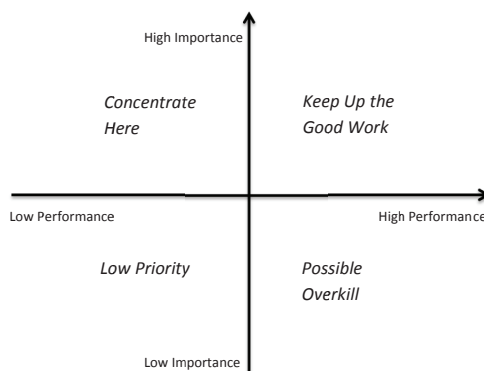 High Importance
Concentrate
Here
Keep Up the
Good Work
Low Performance
High Performance
Low Priority
Possible
Overkill
Low Importance